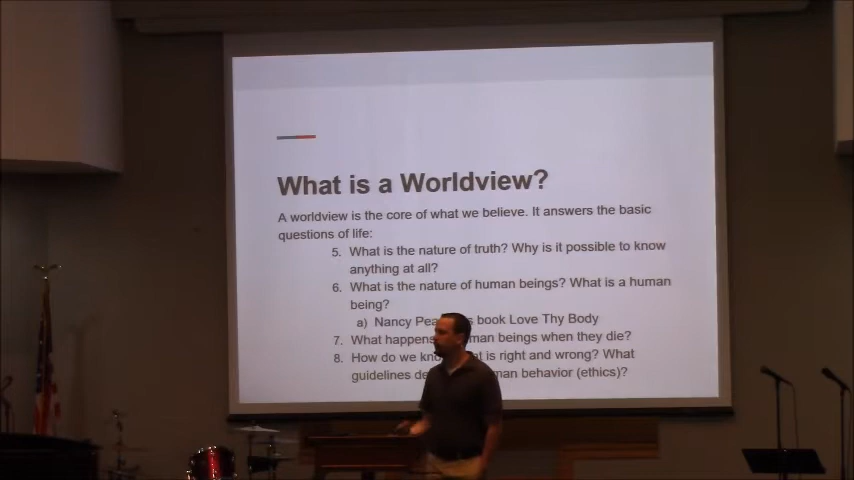 What is a Worldview?
A worldview is the core of what we believe. It answers the basic
questions of life:
5. What is the nature of truth? Why is it possible to know
anything at all?
6. What is the nature of human beings? What is a human
being?
a) Nancy book Love Thy Body
7. What happens beings when they die?
8. How do we is right and wrong? What
guidelines behavior (ethics)?